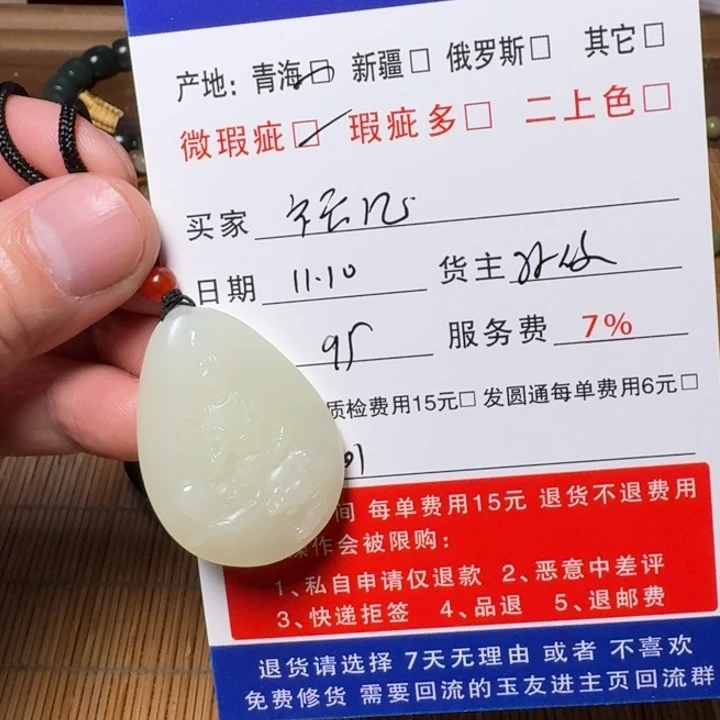 产地：青海☑ 新疆□ 俄罗斯□ 其它□
微瑕疵☑ 瑕疵多□ 二上色□
买家
日期 11.10 货主
95 服务费 7%
质检费用15元□ 发圆通每单费用6元□
间 每单费用15元 退货不退费用
操作会被限购：
1、私自申请仅退款 2、恶意中差评
3、快递拒签 4、品退 5、退邮费
退货请选择 7天无理由 或者 不喜欢
免费修货 需要回流的玉友进主页回流群